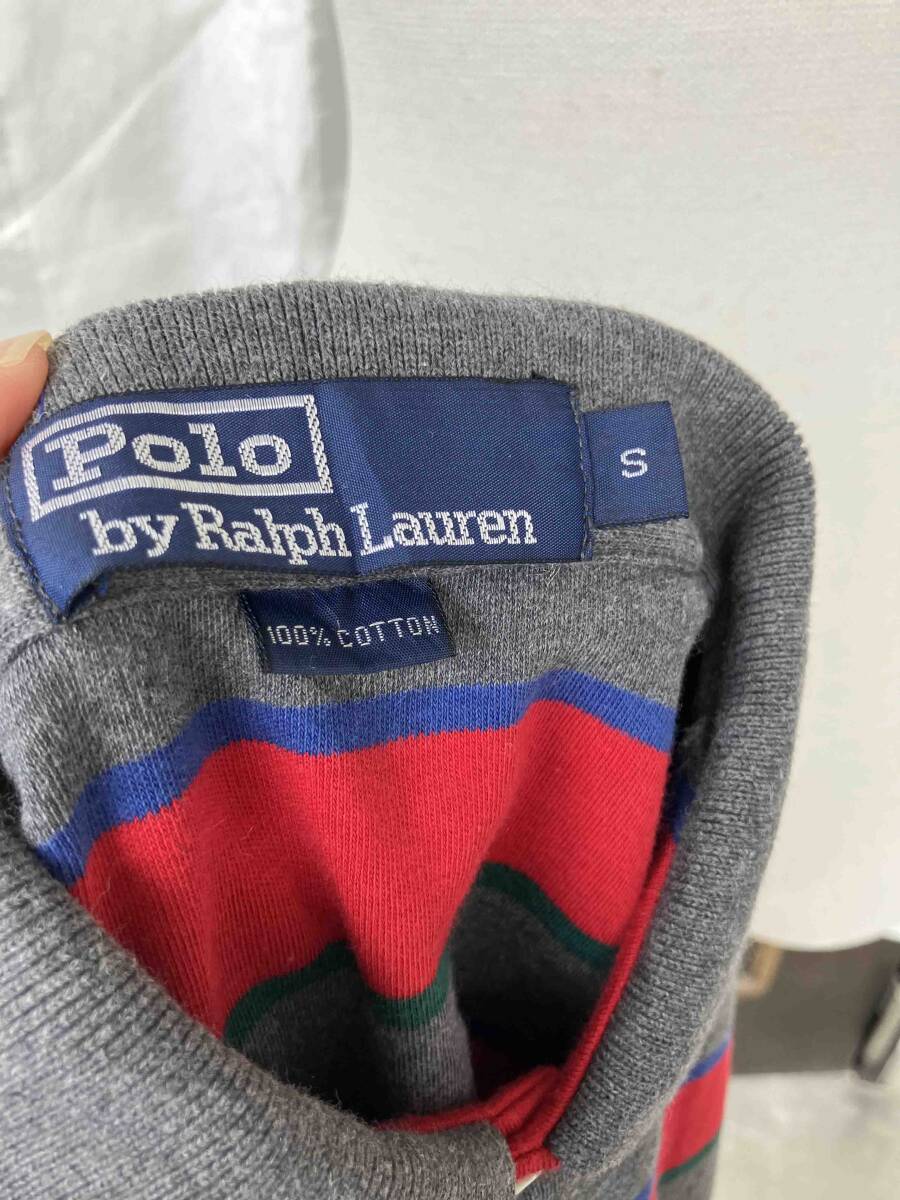 Polo
by Ralph Lauren
S
100% COTTON